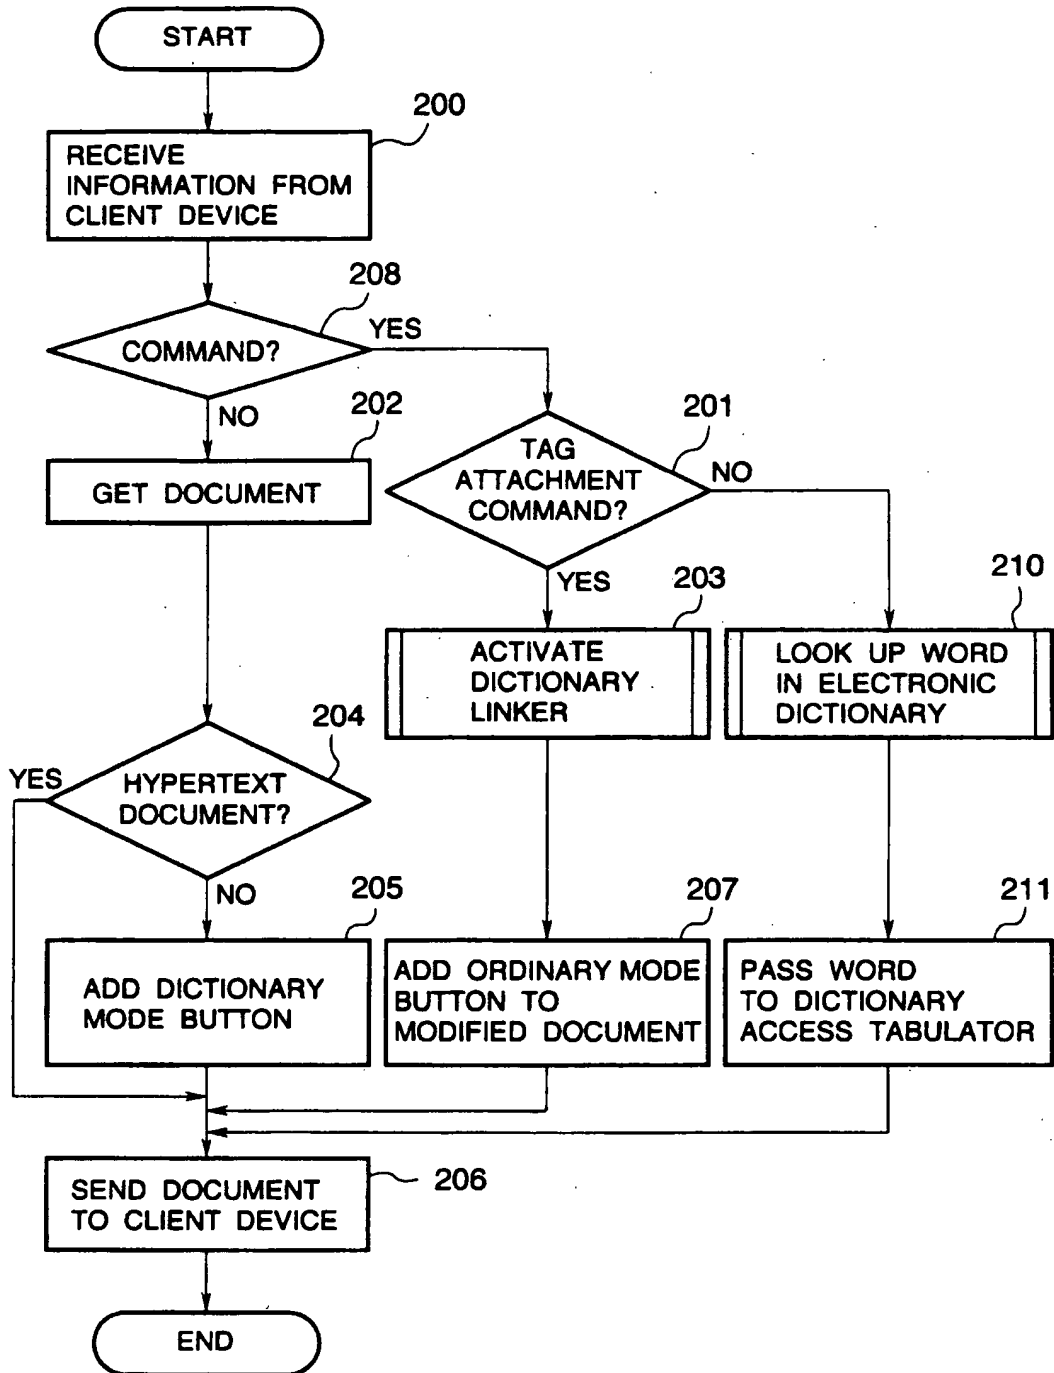 START
200
RECEIVE
INFORMATION FROM
CLIENT DEVICE
208
COMMAND?
YES
NO
202
GET DOCUMENT
201
TAG
ATTACHMENT
COMMAND?
NO
YES
203
ACTIVATE
DICTIONARY
LINKER
210
LOOK UP WORD
IN ELECTRONIC
DICTIONARY
204
YES
HYPERTEXT
DOCUMENT?
NO
205
ADD DICTIONARY
MODE BUTTON
207
ADD ORDINARY MODE
BUTTON TO
MODIFIED DOCUMENT
211
PASS WORD
TO DICTIONARY
ACCESS TABULATOR
206
SEND DOCUMENT
TO CLIENT DEVICE
END